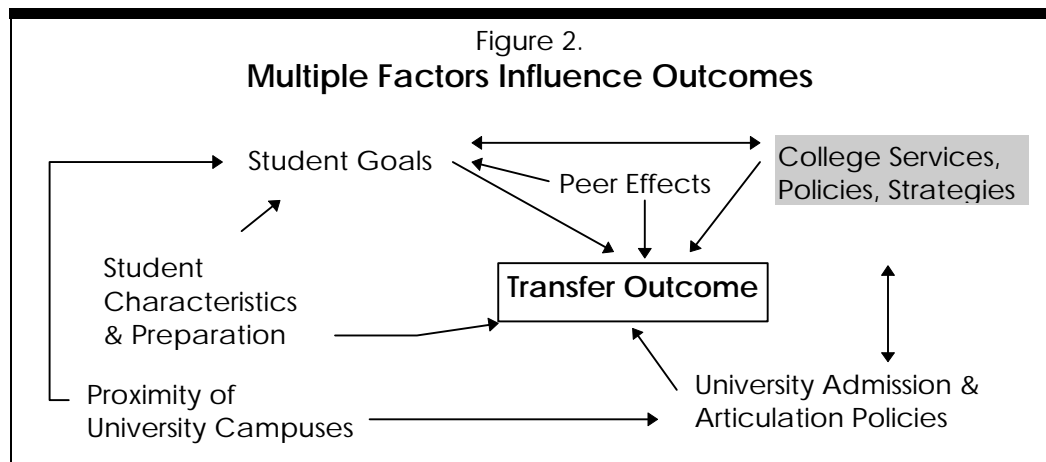 Figure 2.
Multiple Factors Influence Outcomes
Student Goals
College Services,
Policies, Strategies
Peer Effects
Student
Characteristics
& Preparation
Transfer Outcome
Proximity of
University Campuses
University Admission &
Articulation Policies